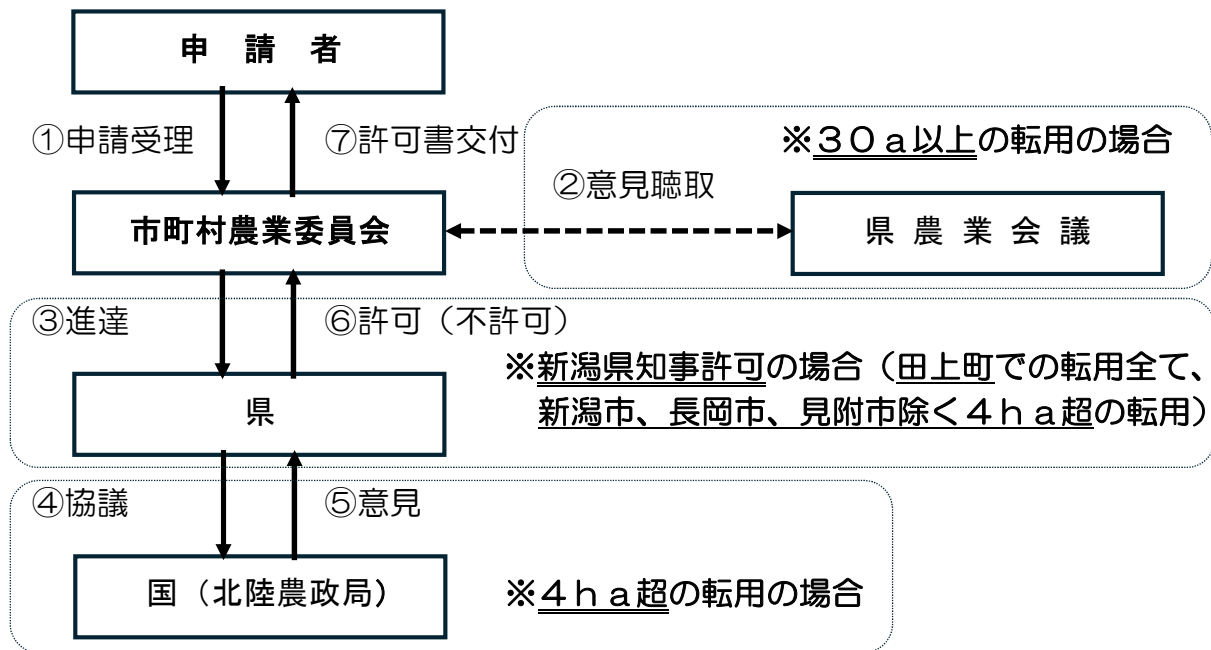 申　請　者
①申請受理
⑦許可書交付
※３０ａ以上の転用の場合
②意見聴取
市町村農業委員会
県 農 業 会 議
③進達
⑥許可（不許可）
※新潟県知事許可の場合（田上町での転用全て、
新潟市、長岡市、見附市除く４ｈａ超の転用）
県
④協議
⑤意見
国（北陸農政局）
※４ｈａ超の転用の場合